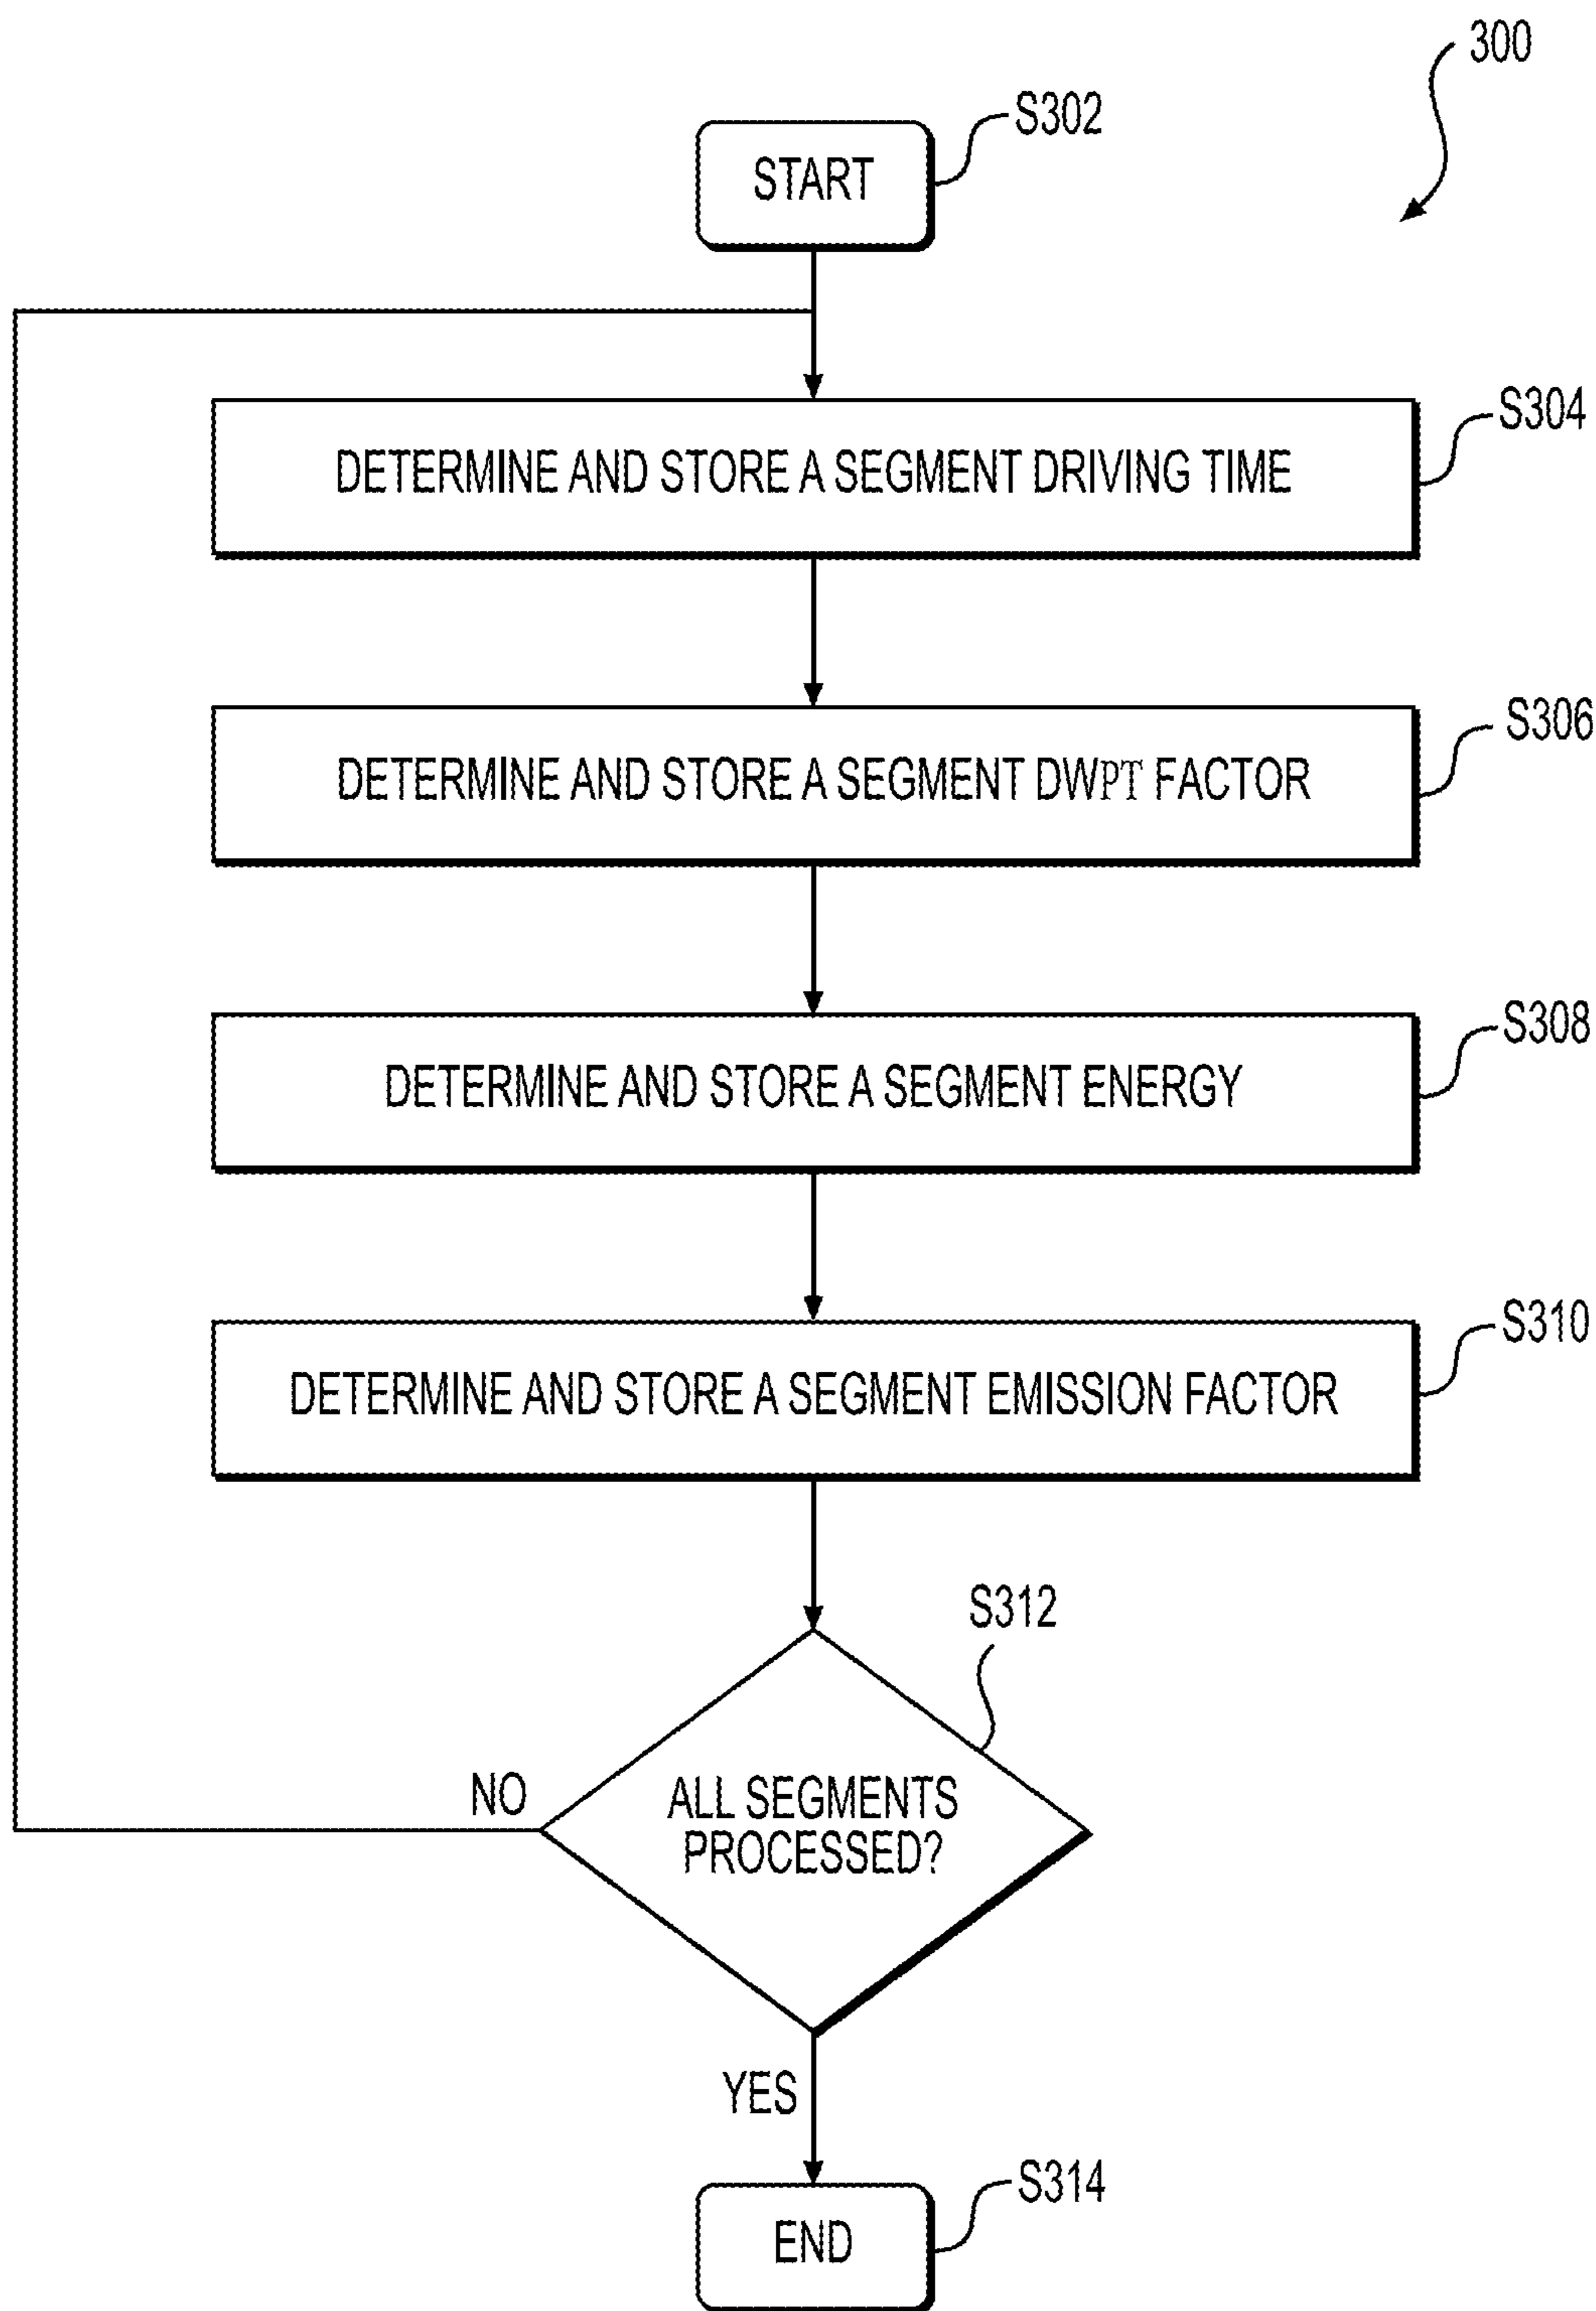 300
S302
START
S304
DETERMINE AND STORE A SEGMENT DRIVING TIME
S306
DETERMINE AND STORE A SEGMENT DWPT FACTOR
S308
DETERMINE AND STORE A SEGMENT ENERGY
S310
DETERMINE AND STORE A SEGMENT EMISSION FACTOR
S312
NO
ALL SEGMENTS
PROCESSED?
YES
S314
END